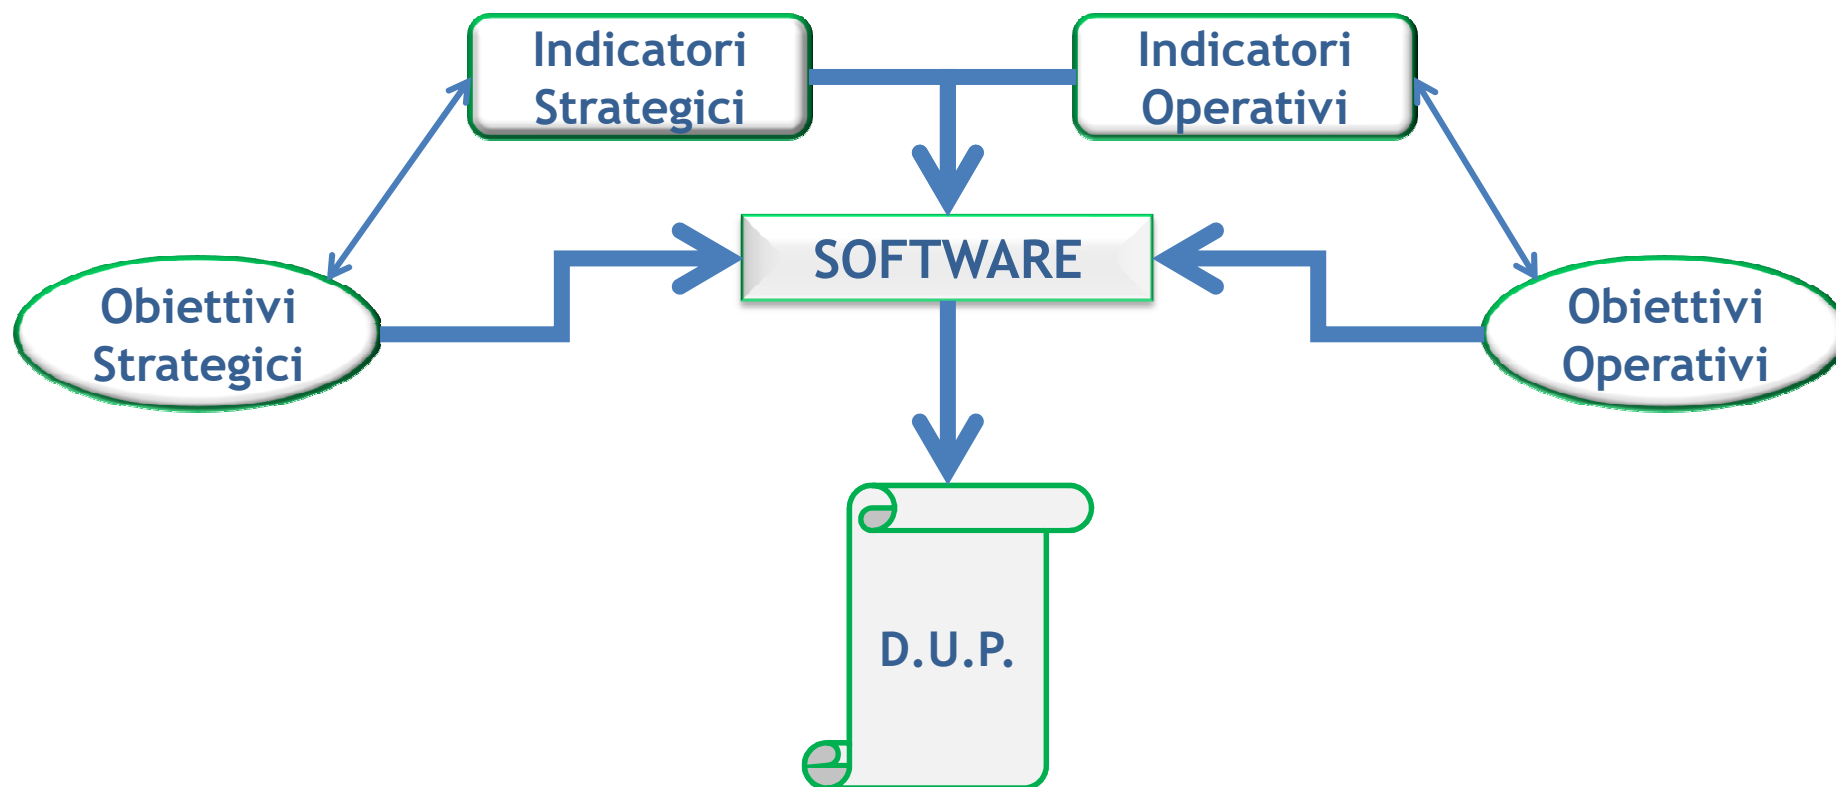 Indicatori
Strategici
Indicatori
Operativi
SOFTWARE
Obiettivi
Strategici
Obiettivi
Operativi
D.U.P.